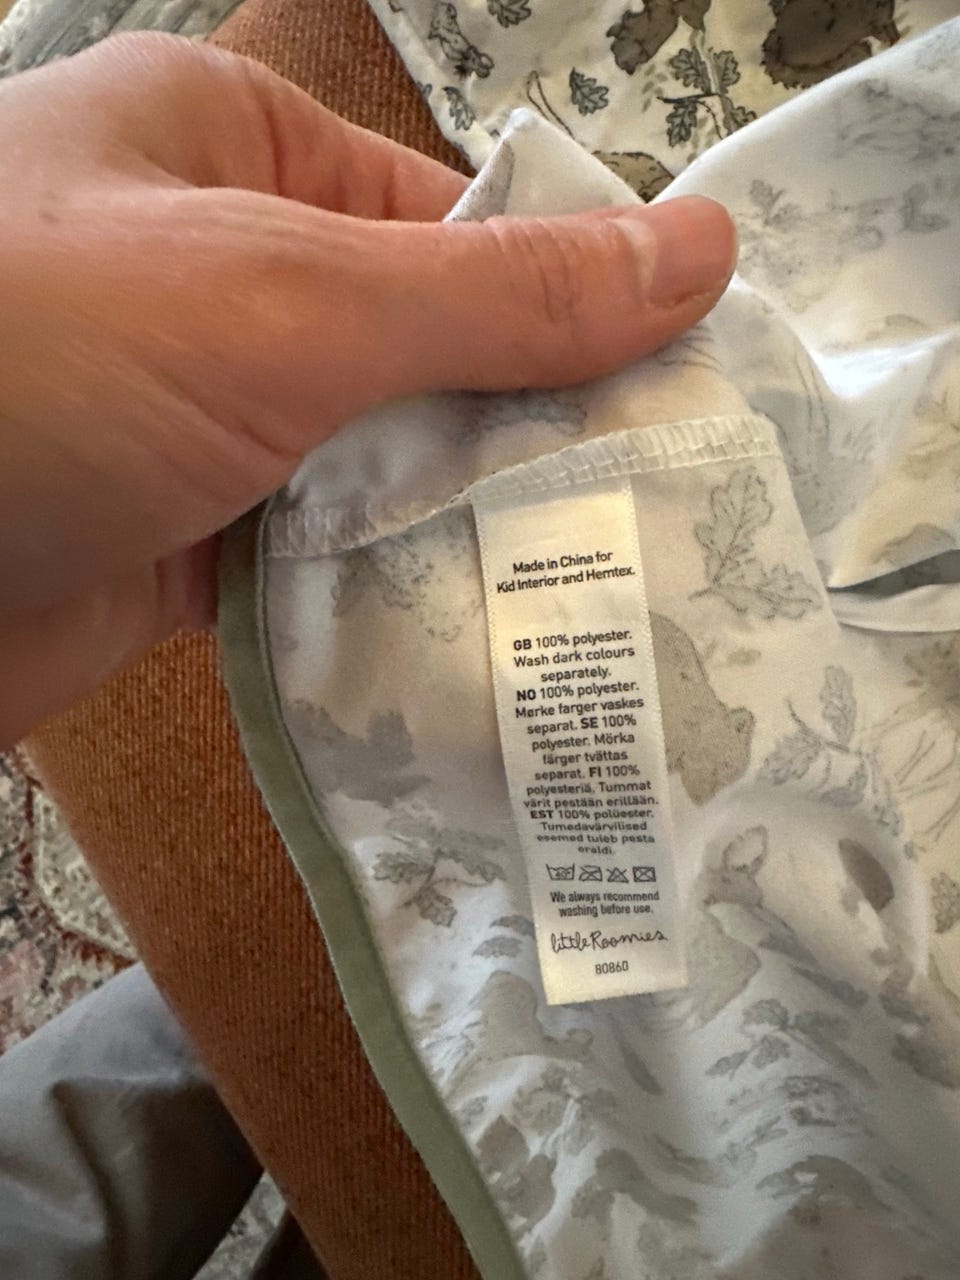 Made in China for
Kid Interior and Hemtex.
GB 100% polyester.
Wash dark colours
separately.
NO 100% polyester.
Mørke farger vaskes
separat. SE 100%
polyester. Mörka
färger tvättas
separat. FI 100%
polyesteriä. Tummat
värit pestään erillään.
EST 100% polüester.
Tumedavärvilised
esemed tuleb pesta
eraldi.
We always recommend
washing before use.
little Roomies
80860